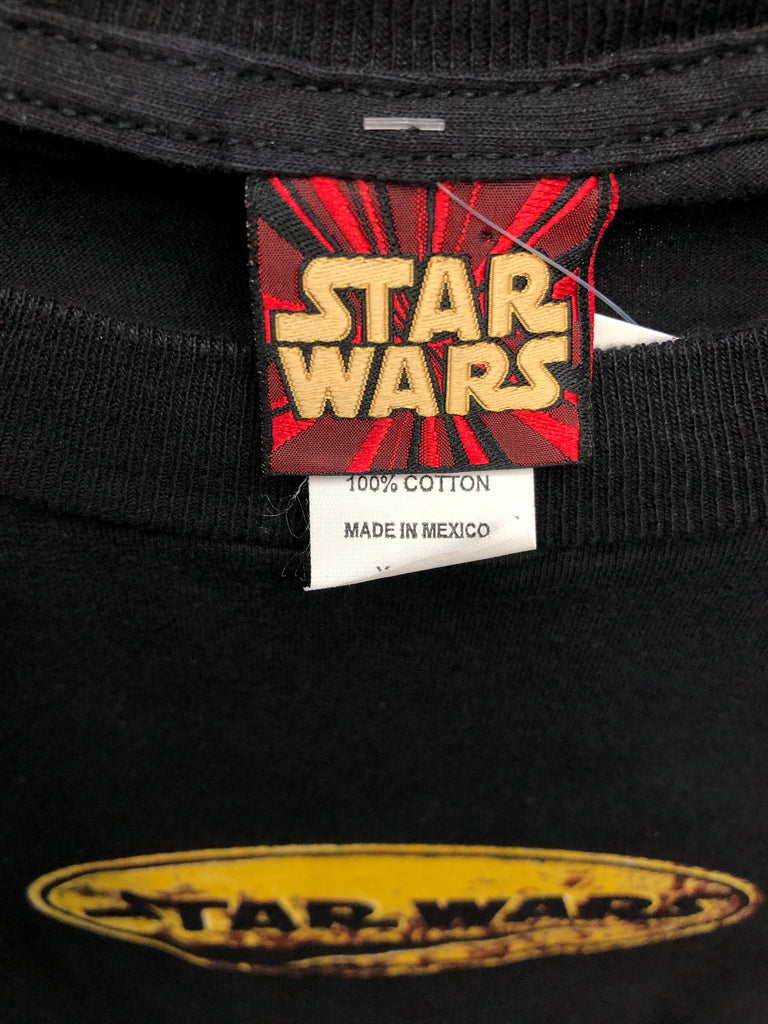 STAR
WARS
100% COTTON
MADE IN MEXICO
STAR WARS